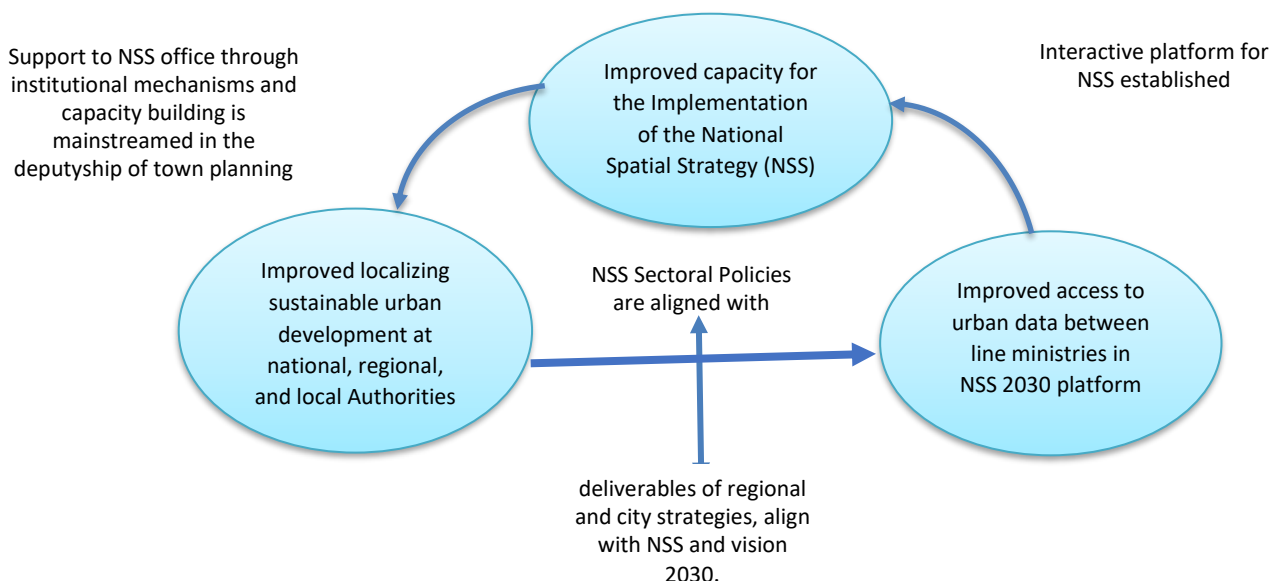 Support to NSS office through
institutional mechanisms and
capacity building is
mainstreamed in the
deputyship of town planning
Improved capacity for
the Implementation
of the National
Spatial Strategy (NSS)
Interactive platform for
NSS established
Improved localizing
sustainable urban
development at
national, regional,
and local Authorities
NSS Sectoral Policies
are aligned with
Improved access to
urban data between
line ministries in
NSS 2030 platform
deliverables of regional
and city strategies, align
with NSS and vision
2030.